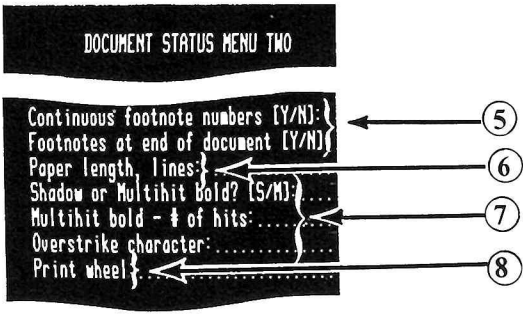 DOCUMENT STATUS MENU TWO
Continuous footnote numbers [Y/N]:
Footnotes at end of document [Y/N]
Paper length, lines:
Shadow or Multihit bold? [S/M]:....
Multihit bold - # of hits:..........
Overstrike character:..............
Print wheel......................
5
6
7
8